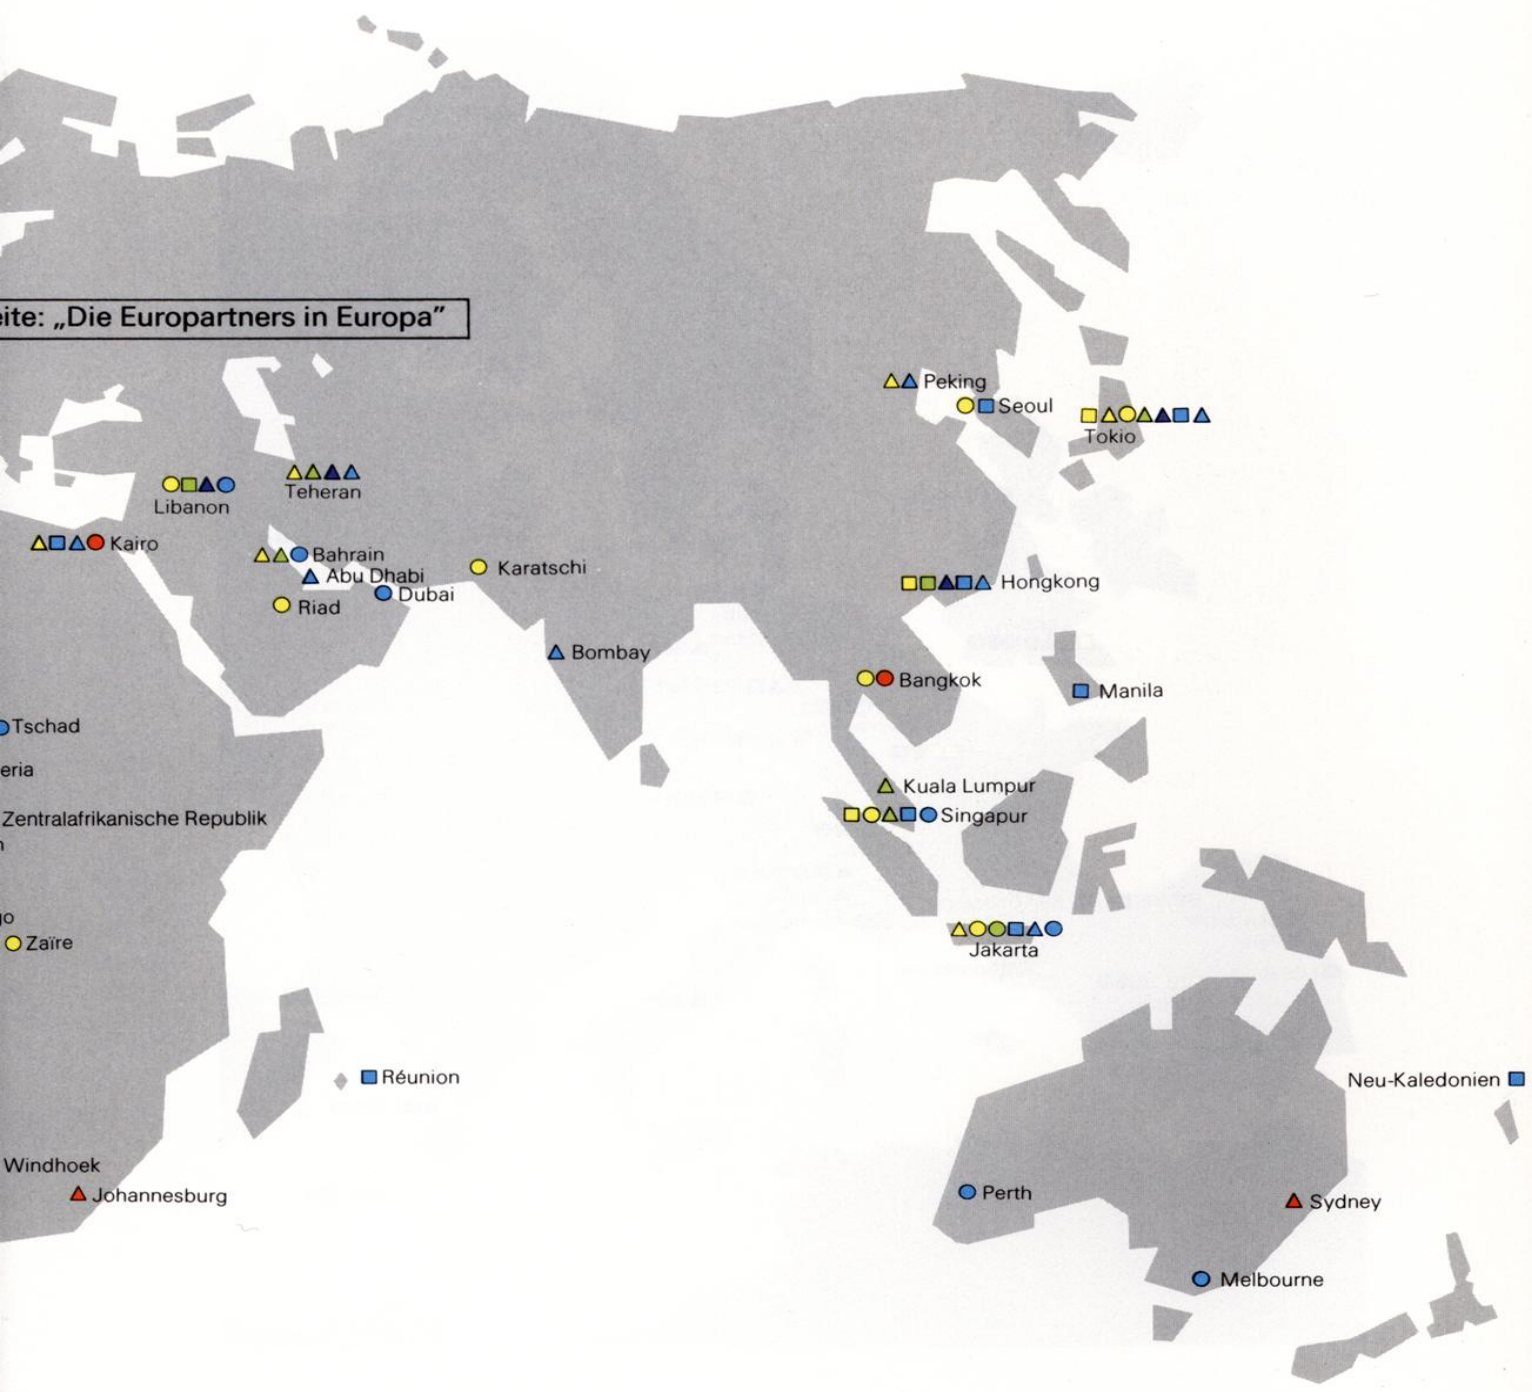 eite: „Die Europartners in Europa”
Peking
Seoul
Tokio
Libanon
Teheran
Kairo
Bahrain
Abu Dhabi
Dubai
Riad
Karatschi
Hongkong
Bombay
Bangkok
Manila
Tschad
eria
Kuala Lumpur
Singapur
Zentralafrikanische Republik
n
go
Zaïre
Jakarta
Réunion
Neu-Kaledonien
Windhoek
Johannesburg
Perth
Sydney
Melbourne